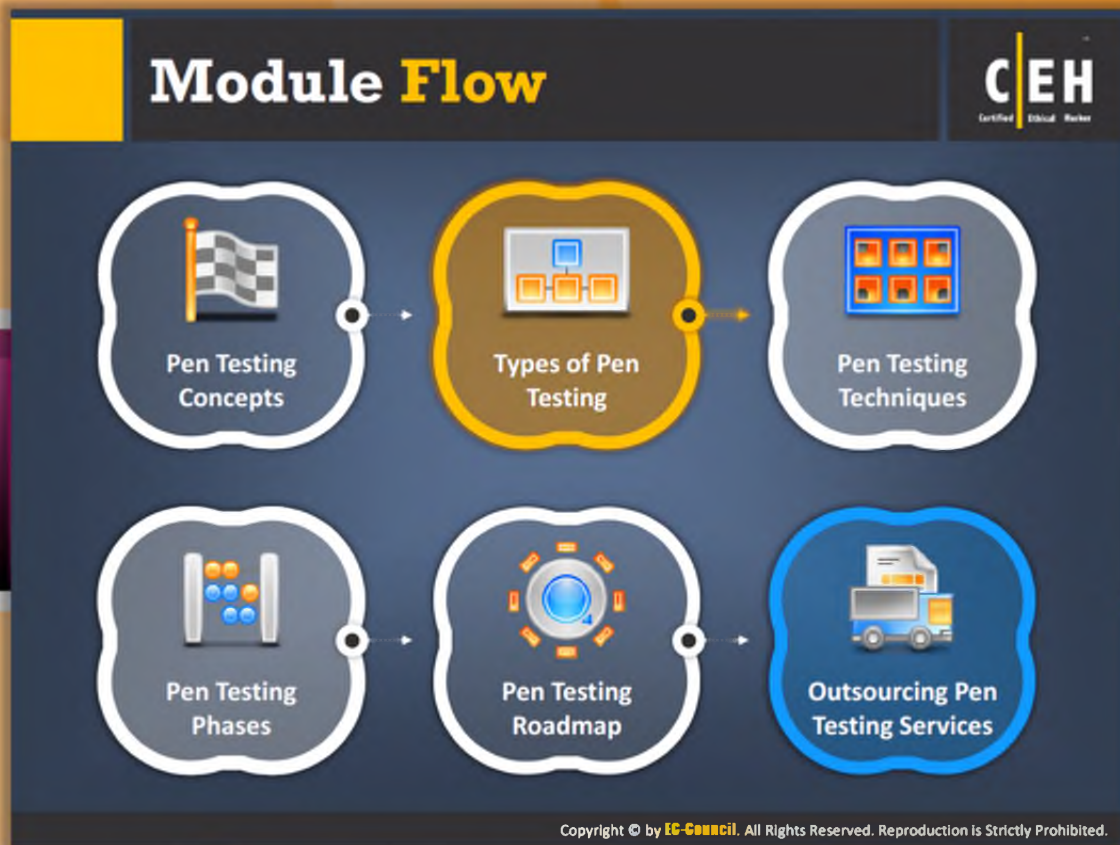 Module Flow
CEH
Certified Ethical Hacker
Pen Testing
Concepts
Types of Pen
Testing
Pen Testing
Techniques
Pen Testing
Phases
Pen Testing
Roadmap
Outsourcing Pen
Testing Services
Copyright © by EC-Council. All Rights Reserved. Reproduction is Strictly Prohibited.